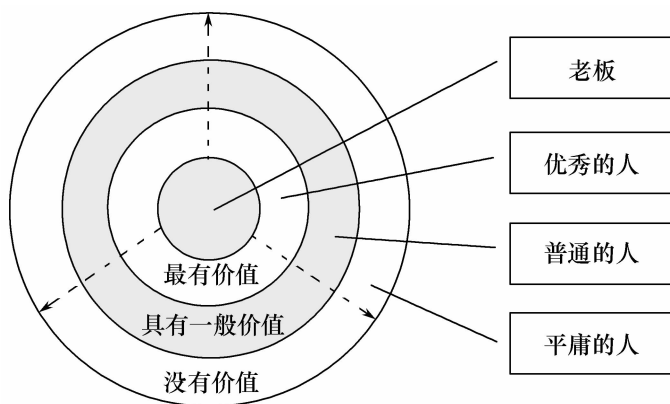 老板
优秀的人
普通的人
平庸的人
最有价值
具有一般价值
没有价值